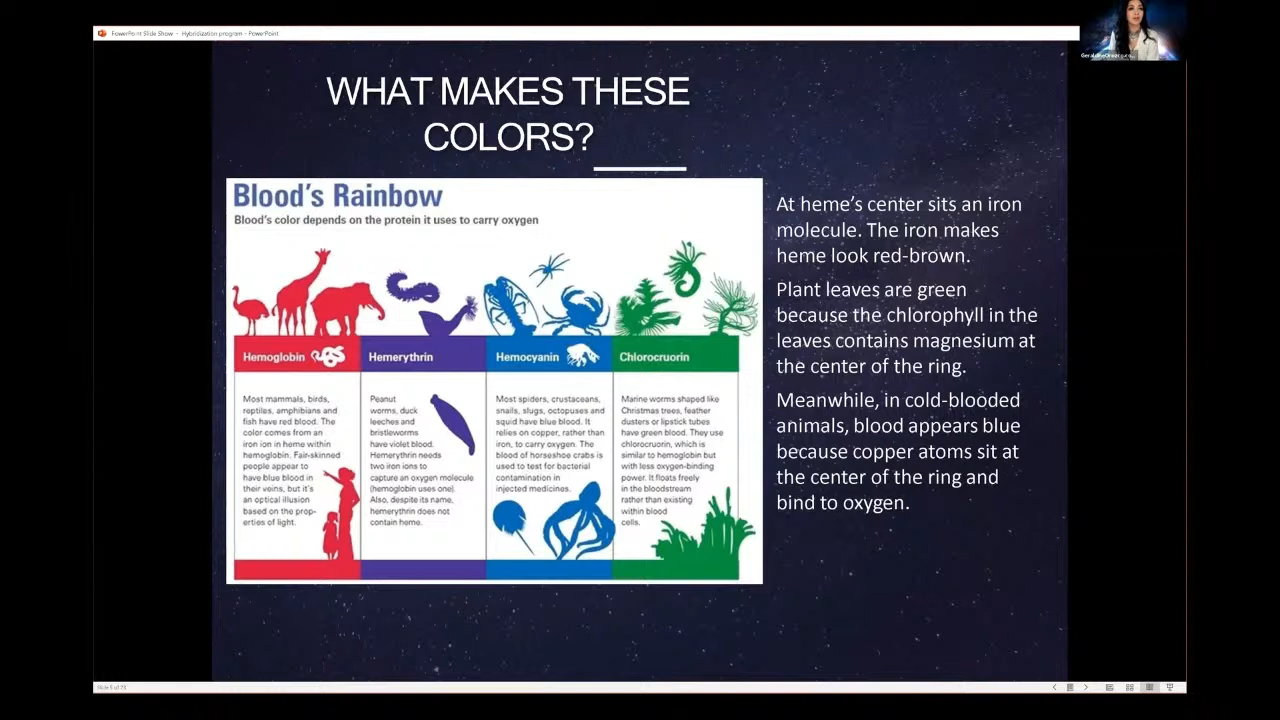 PowerPoint Slide Show - Hybridization program - PowerPoint
WHAT MAKES THESE
COLORS?
Blood's Rainbow
Blood's color depends on the protein it uses to carry oxygen
Hemoglobin
Most mammals, birds,
reptiles, amphibians and
fish have red blood. The
color comes from an
iron ion in heme within
hemoglobin. Fair-skinned
people appear to
have blue blood in
their veins, but it's
an optical illusion
based on the prop-
erties of light.
Hemerythrin
Peanut
worms, duck
leeches and
bristleworms
have violet blood.
Hemerythrin needs
two iron ions to
capture an oxygen molecule
(hemoglobin uses one).
Also, despite its name,
hemerythrin does not
contain heme.
Hemocyanin
Most spiders, crustaceans,
snails, slugs, octopuses and
squid have blue blood. It
relies on copper, rather than
iron, to carry oxygen. The
blood of horseshoe crabs is
used to test for bacterial
contamination in
injected medicines.
Chlorocruorin
Marine worms shaped like
Christmas trees, feather
dusters or lipstick tubes
have green blood. They use
chlorocruorin, which is
similar to hemoglobin but
with less oxygen-binding
power. It floats freely
in the bloodstream
rather than existing
within blood
cells.
At heme's center sits an iron
molecule. The iron makes
heme look red-brown.
Plant leaves are green
because the chlorophyll in the
leaves contains magnesium at
the center of the ring.
Meanwhile, in cold-blooded
animals, blood appears blue
because copper atoms sit at
the center of the ring and
bind to oxygen.